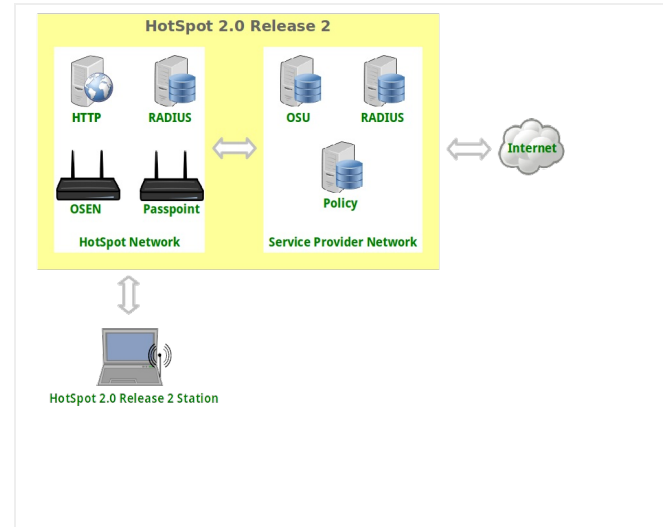 HotSpot 2.0 Release 2
HTTP
RADIUS
OSU
RADIUS
Internet
OSEN
Passpoint
Policy
HotSpot Network
Service Provider Network
HotSpot 2.0 Release 2 Station